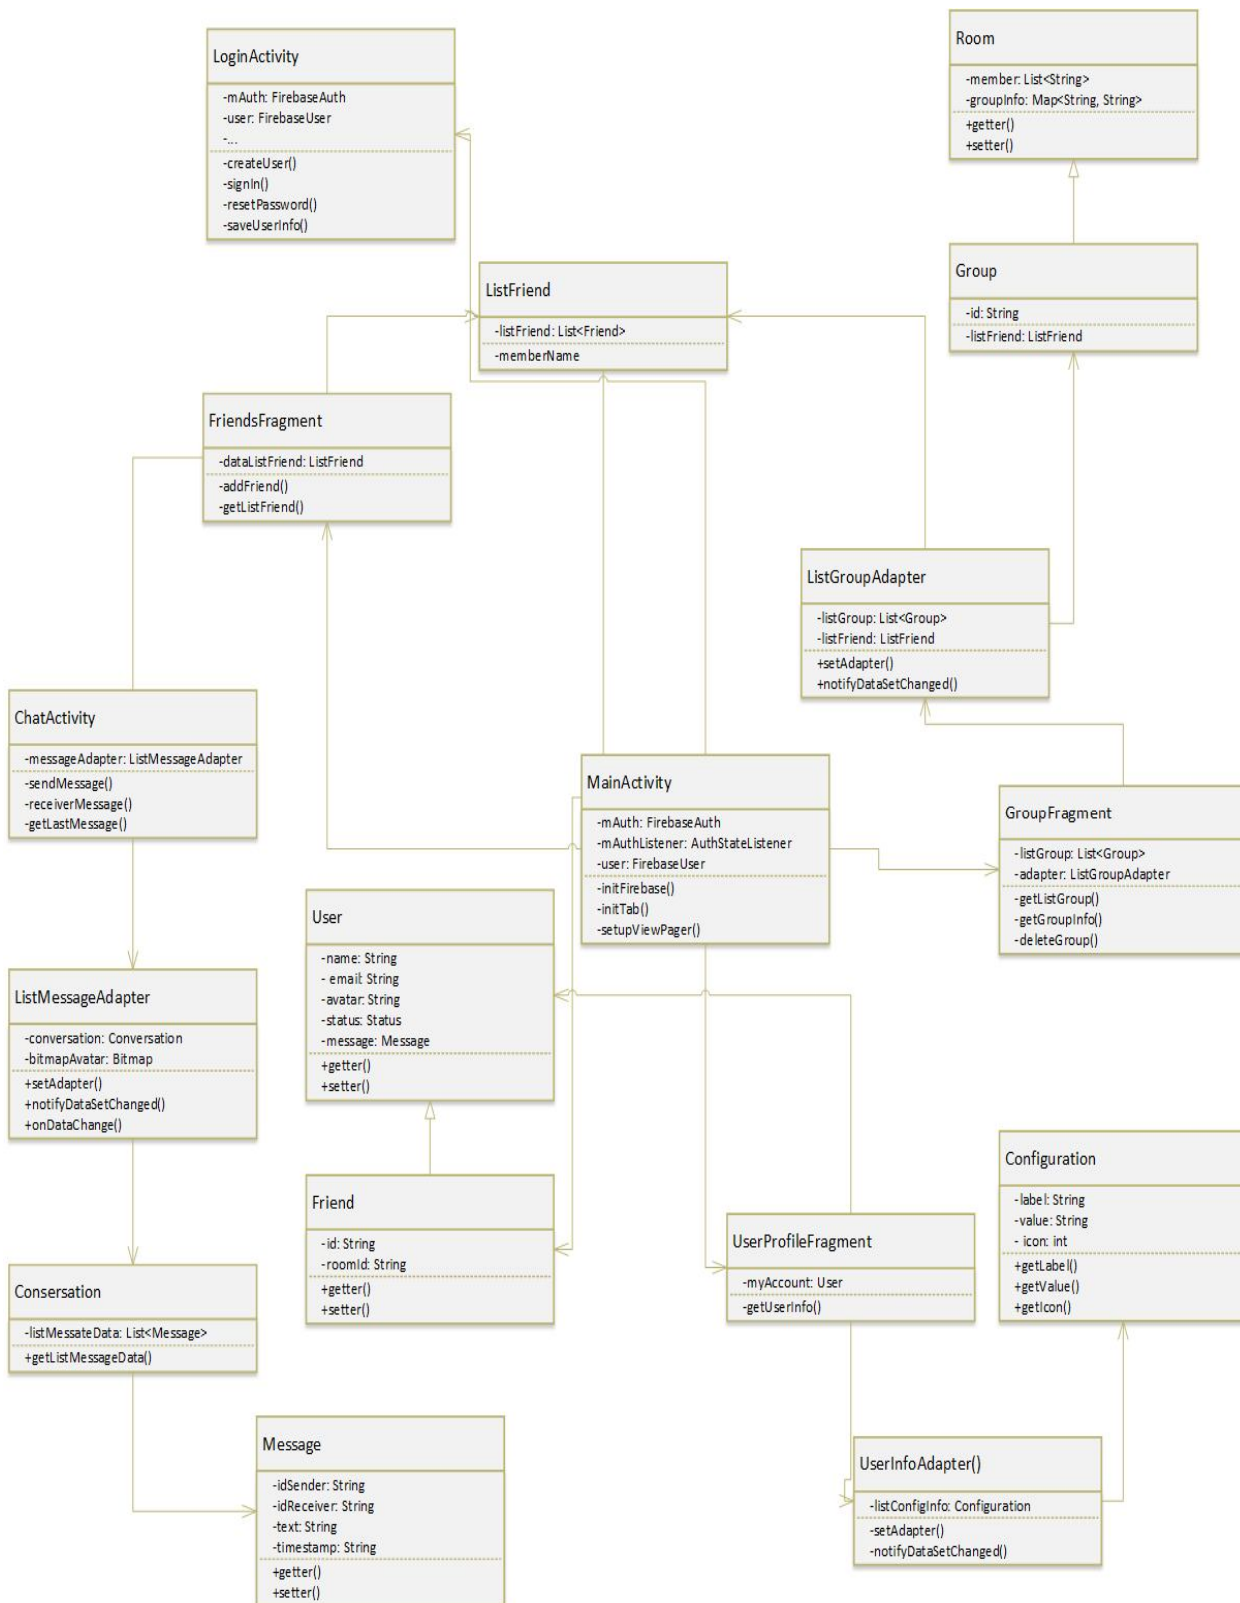 LoginActivity
-mAuth: FirebaseAuth
-user: FirebaseUser
-...
-createUser()
-signIn()
-resetPassword()
-saveUserInfo()
Room
-member: List<String>
-groupInfo: Map<String, String>
+getter()
+setter()
Group
-id: String
-listFriend: ListFriend
ListFriend
-listFriend: List<Friend>
-memberName
FriendsFragment
-dataListFriend: ListFriend
-addFriend()
-getListFriend()
ListGroupAdapter
-listGroup: List<Group>
-listFriend: ListFriend
+setAdapter()
+notifyDataSetChanged()
ChatActivity
-messageAdapter: ListMessageAdapter
-sendMessage()
-receiverMessage()
-getLastMessage()
MainActivity
-mAuth: FirebaseAuth
-mAuthListener: AuthStateListener
-user: FirebaseUser
-initFirebase()
-initTab()
-setupViewPager()
GroupFragment
-listGroup: List<Group>
-adapter: ListGroupAdapter
-getListGroup()
-getGroupInfo()
-deleteGroup()
User
-name: String
- email: String
-avatar: String
-status: Status
-message: Message
+getter()
+setter()
ListMessageAdapter
-conversation: Conversation
-bitmapAvatar: Bitmap
+setAdapter()
+notifyDataSetChanged()
+onDataChange()
Friend
-id: String
-roomId: String
+getter()
+setter()
Configuration
-label: String
-value: String
- icon: int
+getLabel()
+getValue()
+getIcon()
UserProfileFragment
-myAccount: User
-getUserInfo()
Consersation
-listMessateData: List<Message>
+getListMessageData()
Message
-idSender: String
-idReceiver: String
-text: String
-timestamp: String
+getter()
+setter()
UserInfoAdapter()
-listConfigInfo: Configuration
-setAdapter()
-notifyDataSetChanged()